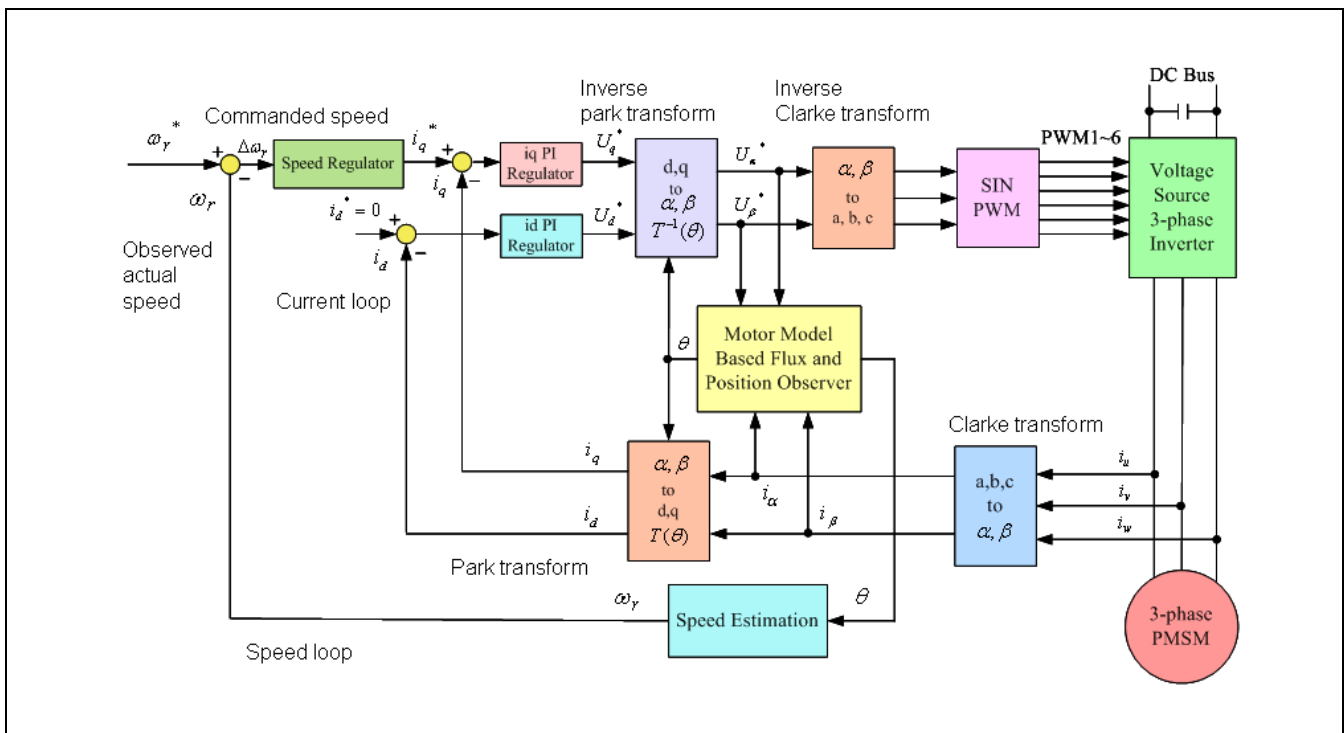 DC Bus
Inverse
park transform
Inverse
Clarke transform
Commanded speed
PWM1~6
ω_r^*
+
−
Δω_r
Speed Regulator
i_q^*
+
−
i_q
iq PI
Regulator
U_q^*
d,q
to
α, β
T^{-1}(θ)
U_α^*
U_β^*
α, β
to
a, b, c
SIN
PWM
Voltage
Source
3-phase
Inverter
ω_r
i_d^* = 0
+
−
i_d
id PI
Regulator
U_d^*
Observed
actual
speed
Current loop
θ
Motor Model
Based Flux and
Position Observer
Clarke transform
i_q
i_d
α, β
to
d,q
T(θ)
i_α
i_β
a,b,c
to
α, β
i_u
i_v
i_w
Park transform
ω_r
Speed Estimation
θ
3-phase
PMSM
Speed loop